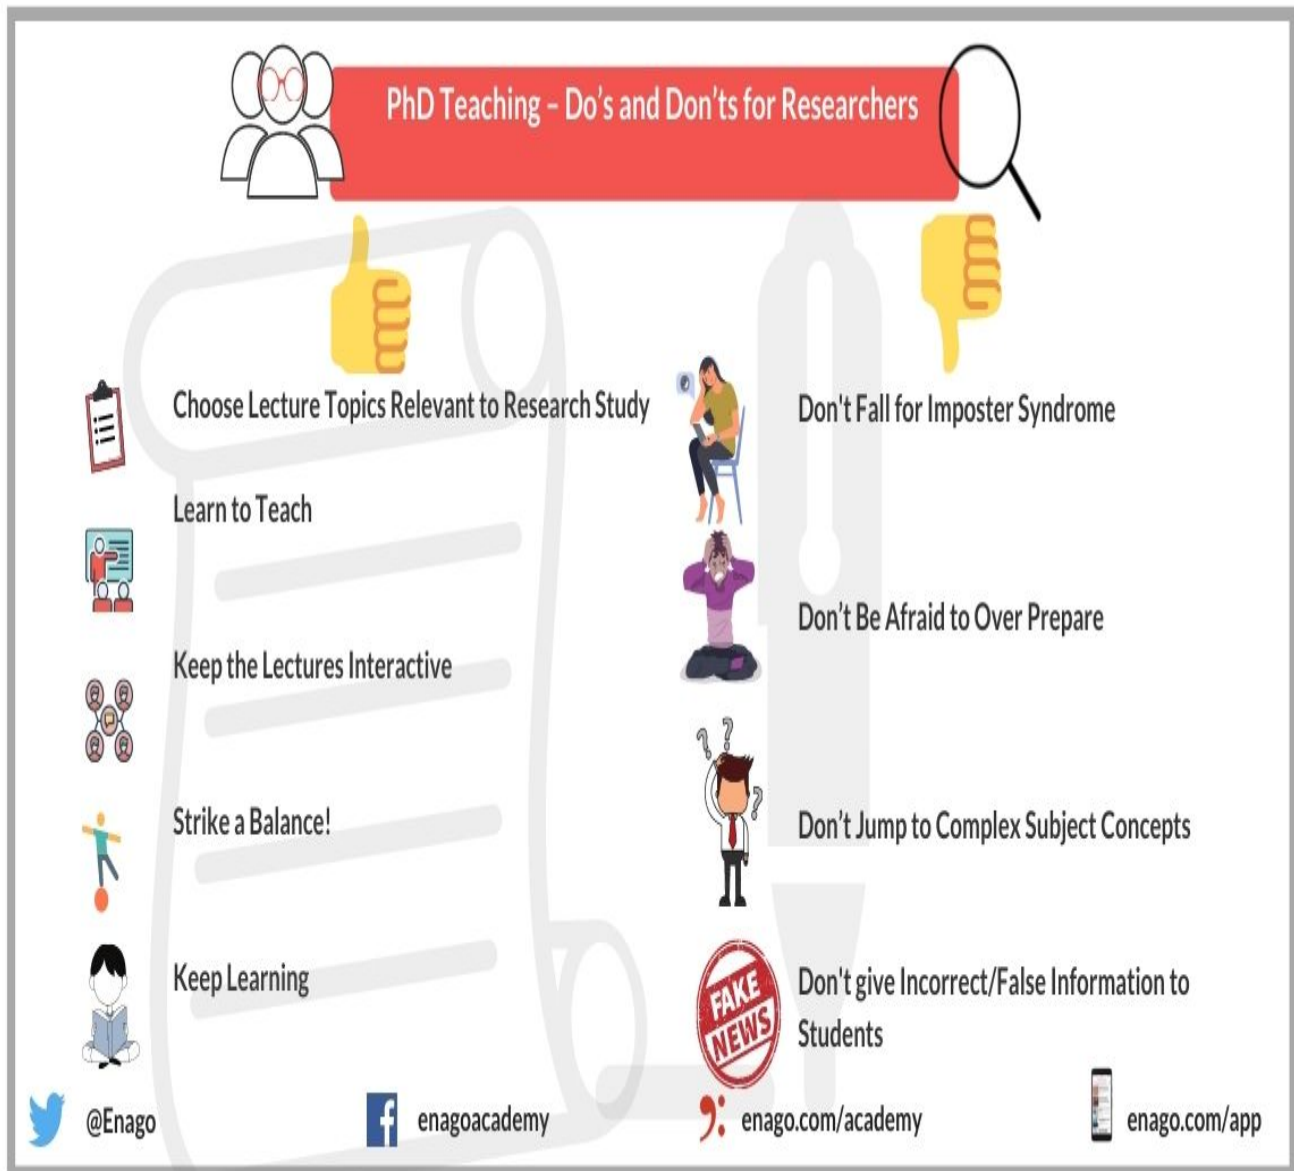 PhD Teaching – Do's and Don'ts for Researchers
Choose Lecture Topics Relevant to Research Study
Learn to Teach
Keep the Lectures Interactive
Strike a Balance!
Keep Learning
Don't Fall for Imposter Syndrome
Don't Be Afraid to Over Prepare
Don't Jump to Complex Subject Concepts
FAKE
NEWS
Don't give Incorrect/False Information to
Students
@Enago
enagoacademy
enago.com/academy
enago.com/app